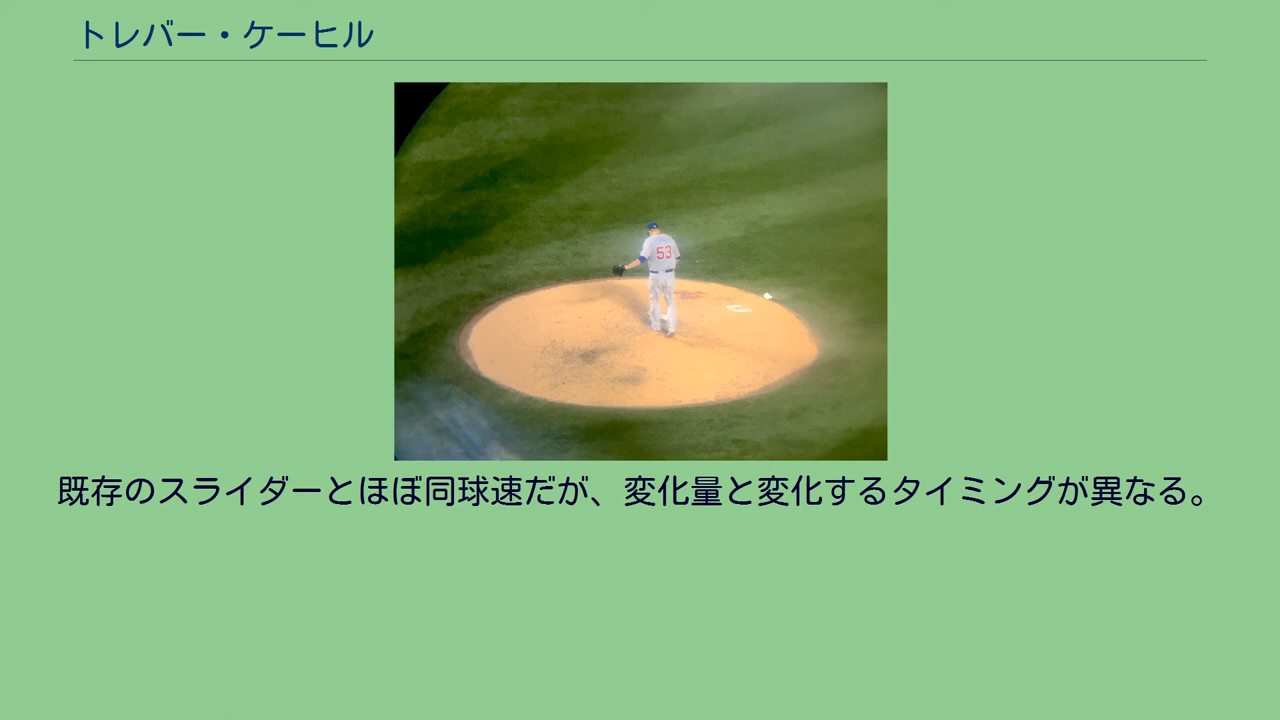 トレバー・ケーヒル
53
既存のスライダーとほぼ同球速だが、変化量と変化するタイミングが異なる。